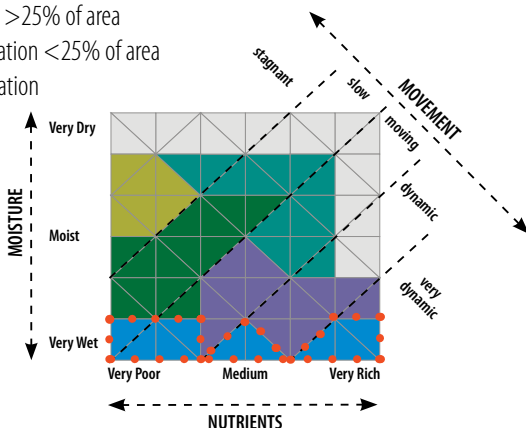 >25% of area
ation <25% of area
ation
stagnant
slow
moving
dynamic
very
dynamic
MOVEMENT
MOISTURE
Very Dry
Moist
Very Wet
Very Poor
Medium
Very Rich
NUTRIENTS